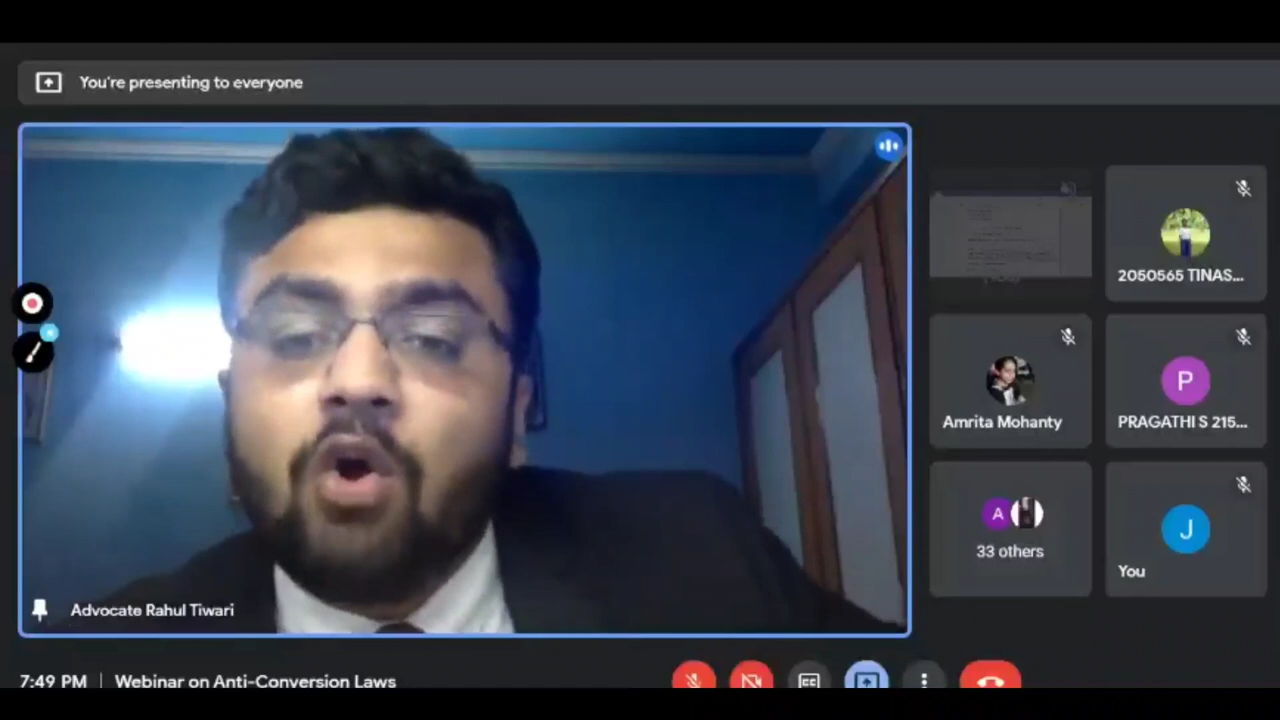 You're presenting to everyone
2050565 TINAS...
Amrita Mohanty
P
PRAGATHI S 215...
A
33 others
J
You
Advocate Rahul Tiwari
7:49 PM | Webinar on Anti-Conversion Laws
CC